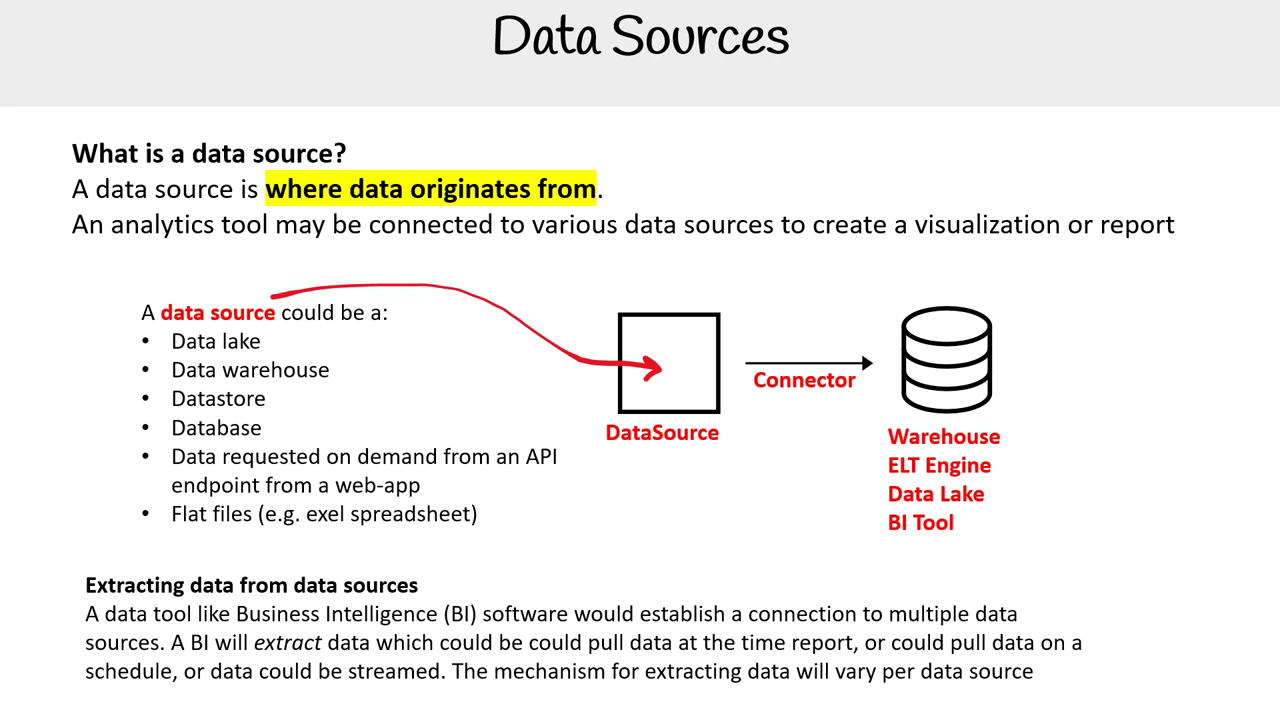 Data Sources
What is a data source?
A data source is where data originates from.
An analytics tool may be connected to various data sources to create a visualization or report
A data source could be a:
• Data lake
• Data warehouse
• Datastore
• Database
• Data requested on demand from an API
endpoint from a web-app
• Flat files (e.g. exel spreadsheet)
DataSource
Connector
Warehouse
ELT Engine
Data Lake
BI Tool
Extracting data from data sources
A data tool like Business Intelligence (BI) software would establish a connection to multiple data
sources. A BI will extract data which could be could pull data at the time report, or could pull data on a
schedule, or data could be streamed. The mechanism for extracting data will vary per data source